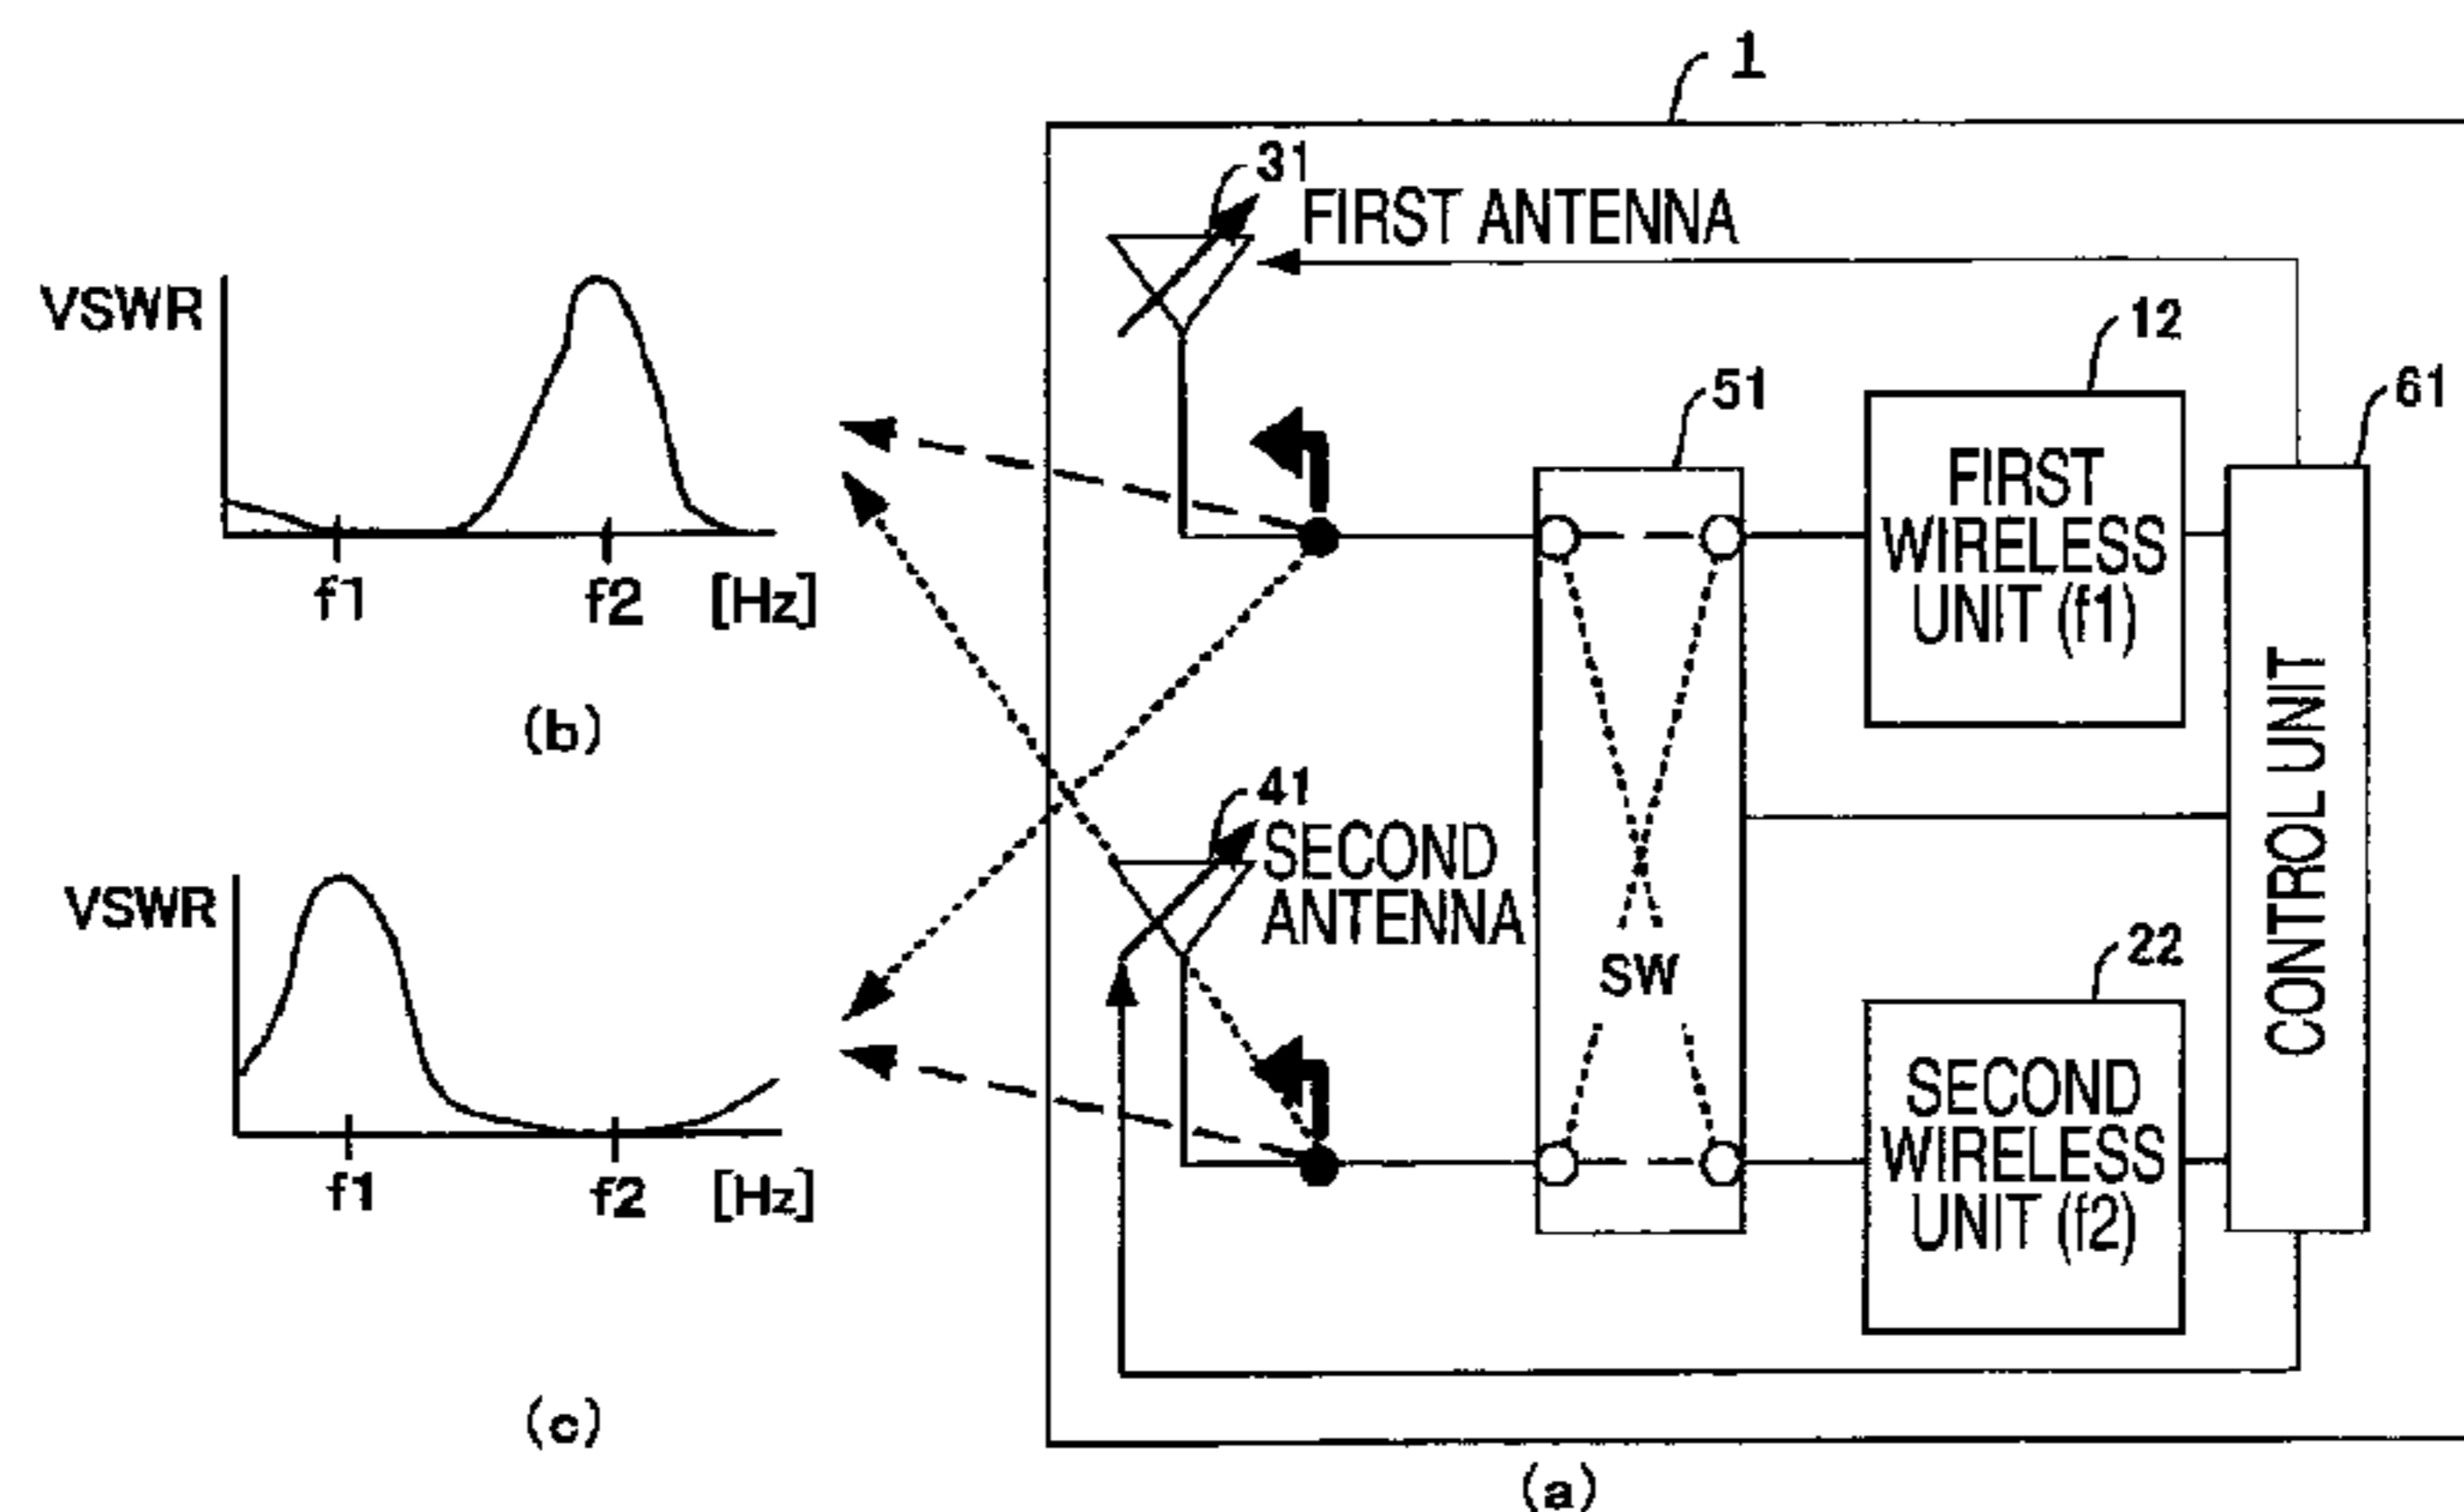 1
31
FIRST ANTENNA
VSWR
f1
f2
[Hz]
(b)
51
12
FIRST
WIRELESS
UNIT (f1)
61
CONTROL UNIT
41
SECOND
ANTENNA
SW
VSWR
f1
f2
[Hz]
(c)
22
SECOND
WIRELESS
UNIT (f2)
(a)